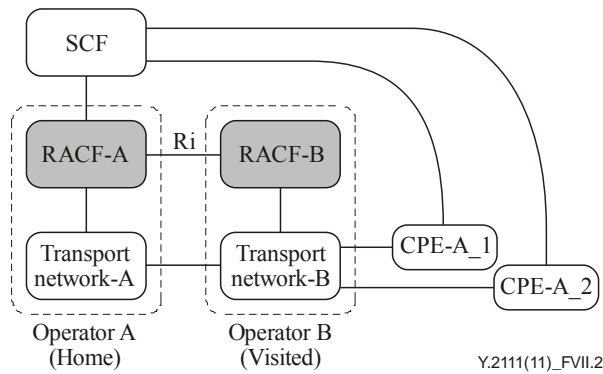 SCF
RACF-A
Ri
RACF-B
Transport
network-A
Transport
network-B
CPE-A_1
CPE-A_2
Operator A
(Home)
Operator B
(Visited)
Y.2111(11)_FVII.2